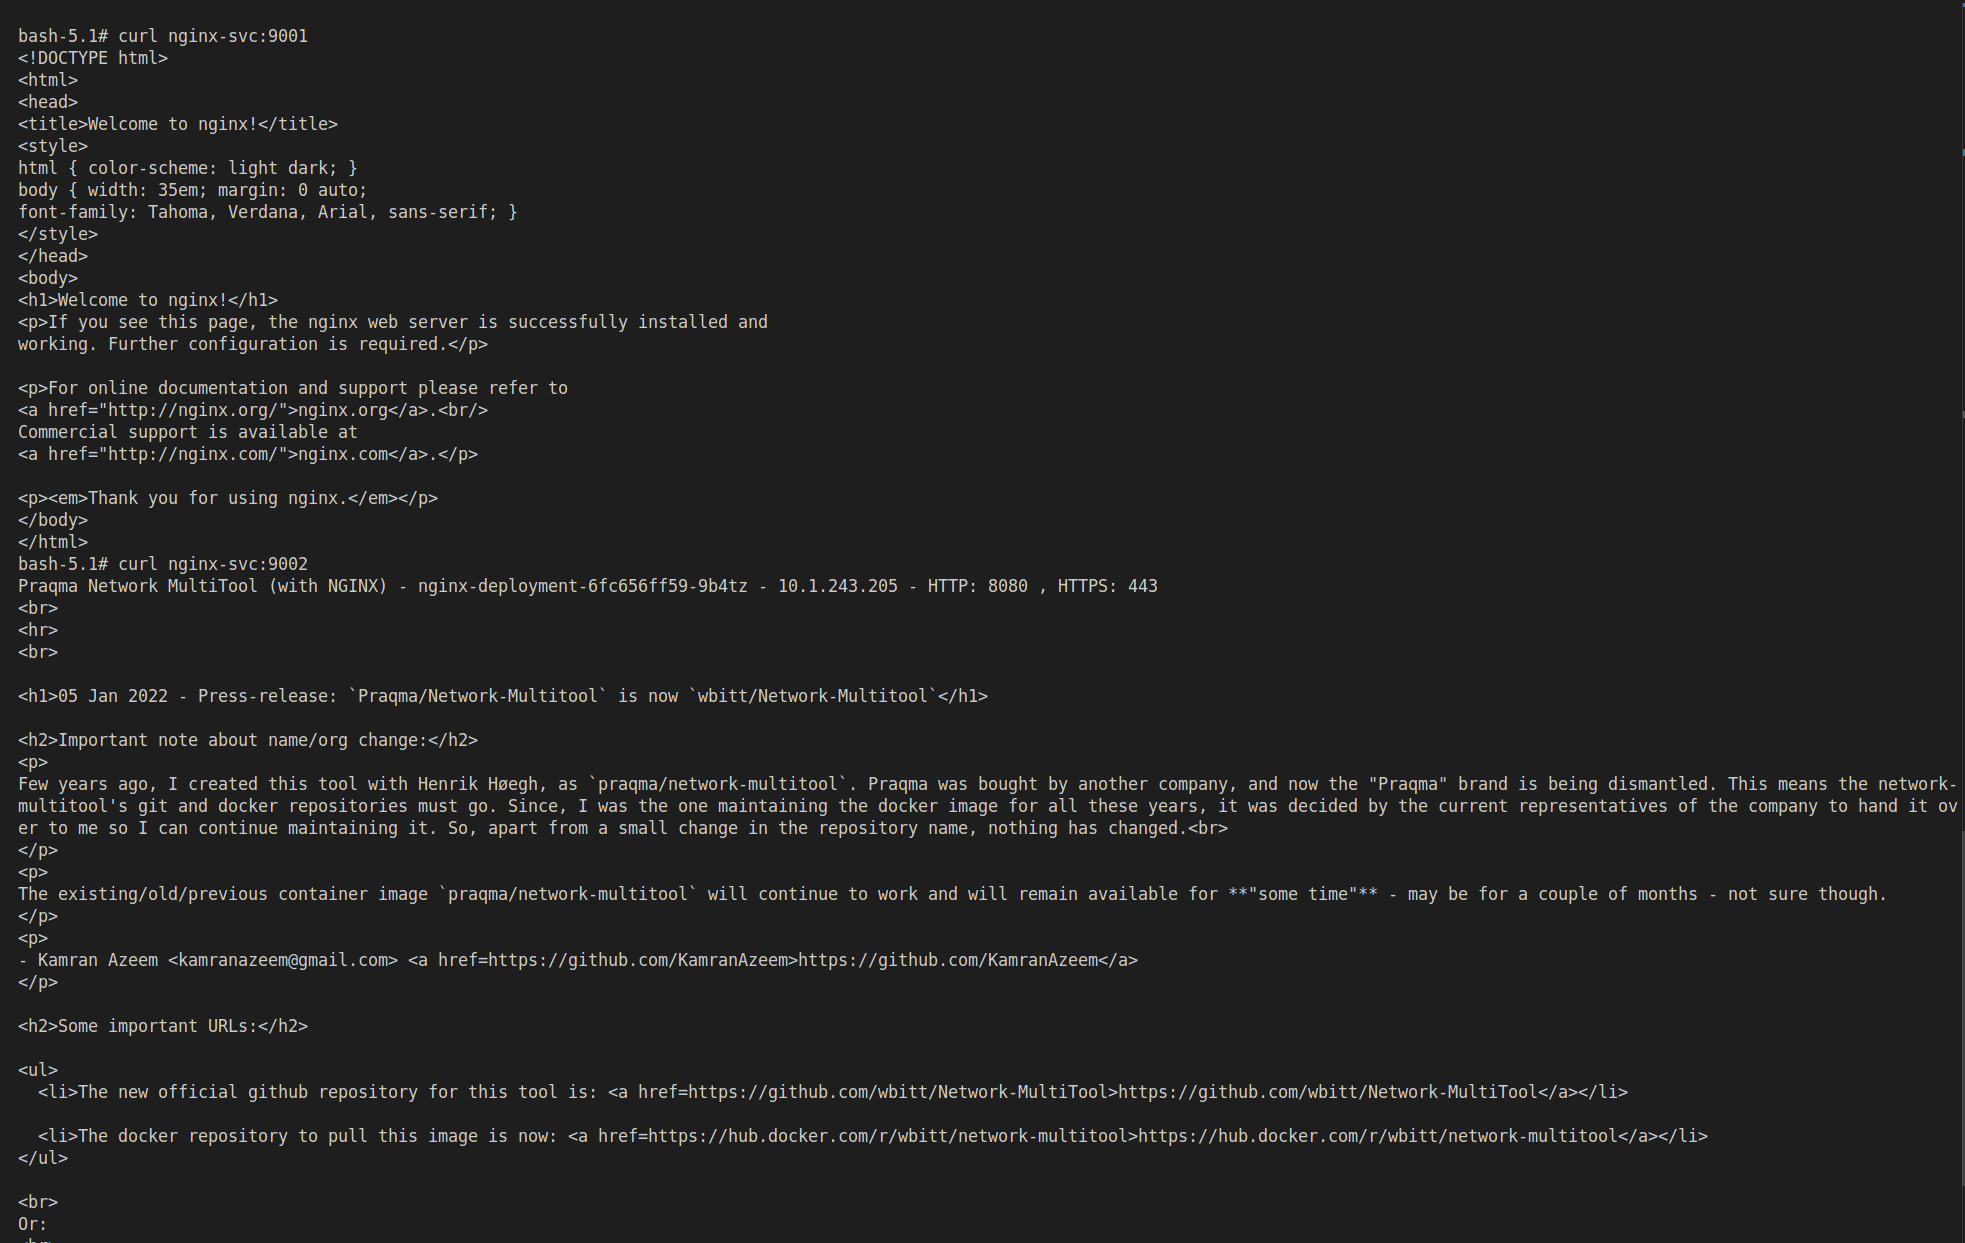 bash-5.1# curl nginx-svc:9001
<!DOCTYPE html>
<html>
<head>
<title>Welcome to nginx!</title>
<style>
html { color-scheme: light dark; }
body { width: 35em; margin: 0 auto;
font-family: Tahoma, Verdana, Arial, sans-serif; }
</style>
</head>
<body>
<h1>Welcome to nginx!</h1>
<p>If you see this page, the nginx web server is successfully installed and
working. Further configuration is required.</p>

<p>For online documentation and support please refer to
<a href="http://nginx.org/">nginx.org</a>.<br/>
Commercial support is available at
<a href="http://nginx.com/">nginx.com</a>.</p>

<p><em>Thank you for using nginx.</em></p>
</body>
</html>
bash-5.1# curl nginx-svc:9002
Praqma Network MultiTool (with NGINX) - nginx-deployment-6fc656ff59-9b4tz - 10.1.243.205 - HTTP: 8080 , HTTPS: 443
<br>
<hr>
<br>

<h1>05 Jan 2022 - Press-release: `Praqma/Network-Multitool` is now `wbitt/Network-Multitool`</h1>

<h2>Important note about name/org change:</h2>
<p>
Few years ago, I created this tool with Henrik Høegh, as `praqma/network-multitool`. Praqma was bought by another company, and now the "Praqma" brand is being dismantled. This means the network-
multitool's git and docker repositories must go. Since, I was the one maintaining the docker image for all these years, it was decided by the current representatives of the company to hand it ov
er to me so I can continue maintaining it. So, apart from a small change in the repository name, nothing has changed.<br>
</p>
<p>
The existing/old/previous container image `praqma/network-multitool` will continue to work and will remain available for **"some time"** - may be for a couple of months - not sure though.
</p>
<p>
- Kamran Azeem <kamranazeem@gmail.com> <a href=https://github.com/KamranAzeem>https://github.com/KamranAzeem</a>
</p>

<h2>Some important URLs:</h2>

<ul>
  <li>The new official github repository for this tool is: <a href=https://github.com/wbitt/Network-MultiTool>https://github.com/wbitt/Network-MultiTool</a></li>

  <li>The docker repository to pull this image is now: <a href=https://hub.docker.com/r/wbitt/network-multitool>https://hub.docker.com/r/wbitt/network-multitool</a></li>
</ul>

<br>
Or: